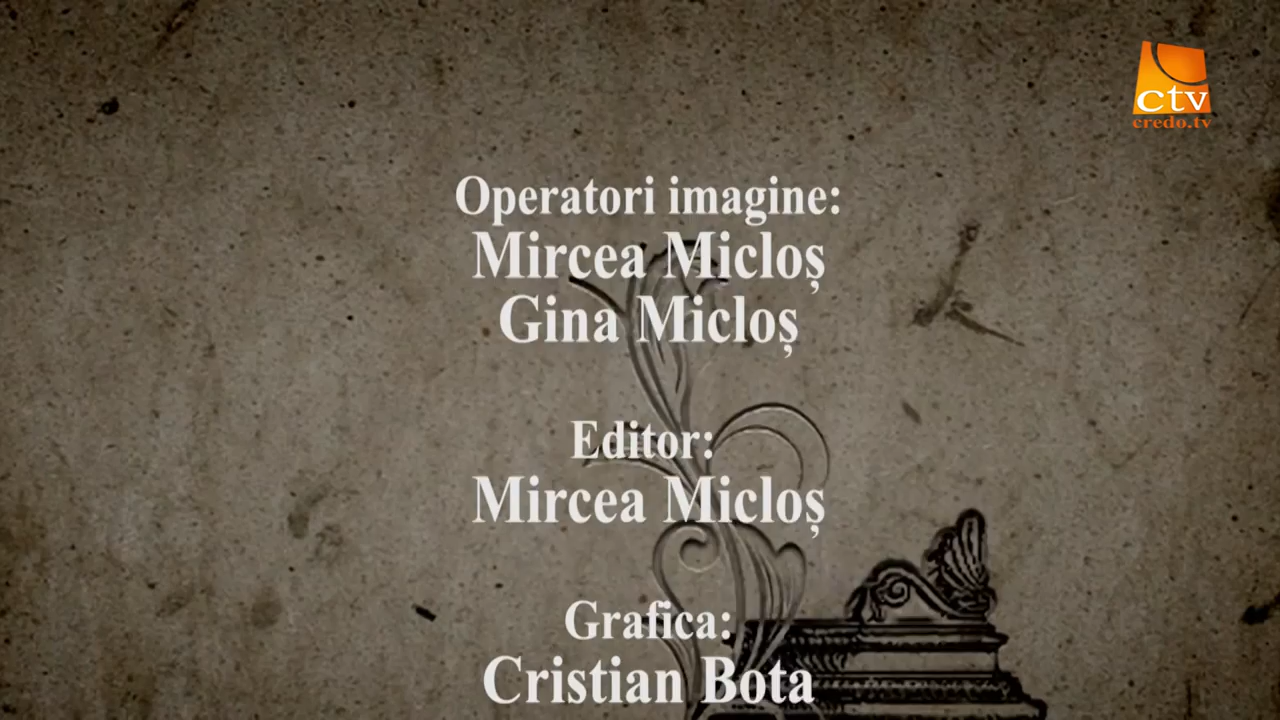 ctv
credo.tv
Operatori imagine:
Mircea Micloș
Gina Micloș
Editor:
Mircea Micloș
Grafica:
Cristian Bota